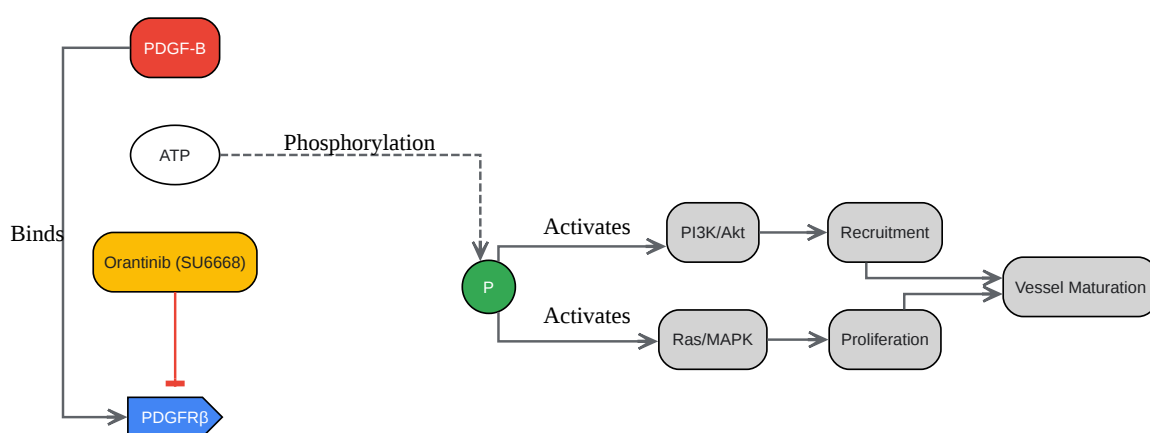 PDGF-B
Phosphorylation
ATP
Binds
Orantinib (SU6668)
PDGFRβ
P
Activates
PI3K/Akt
Recruitment
Activates
Ras/MAPK
Proliferation
Vessel Maturation